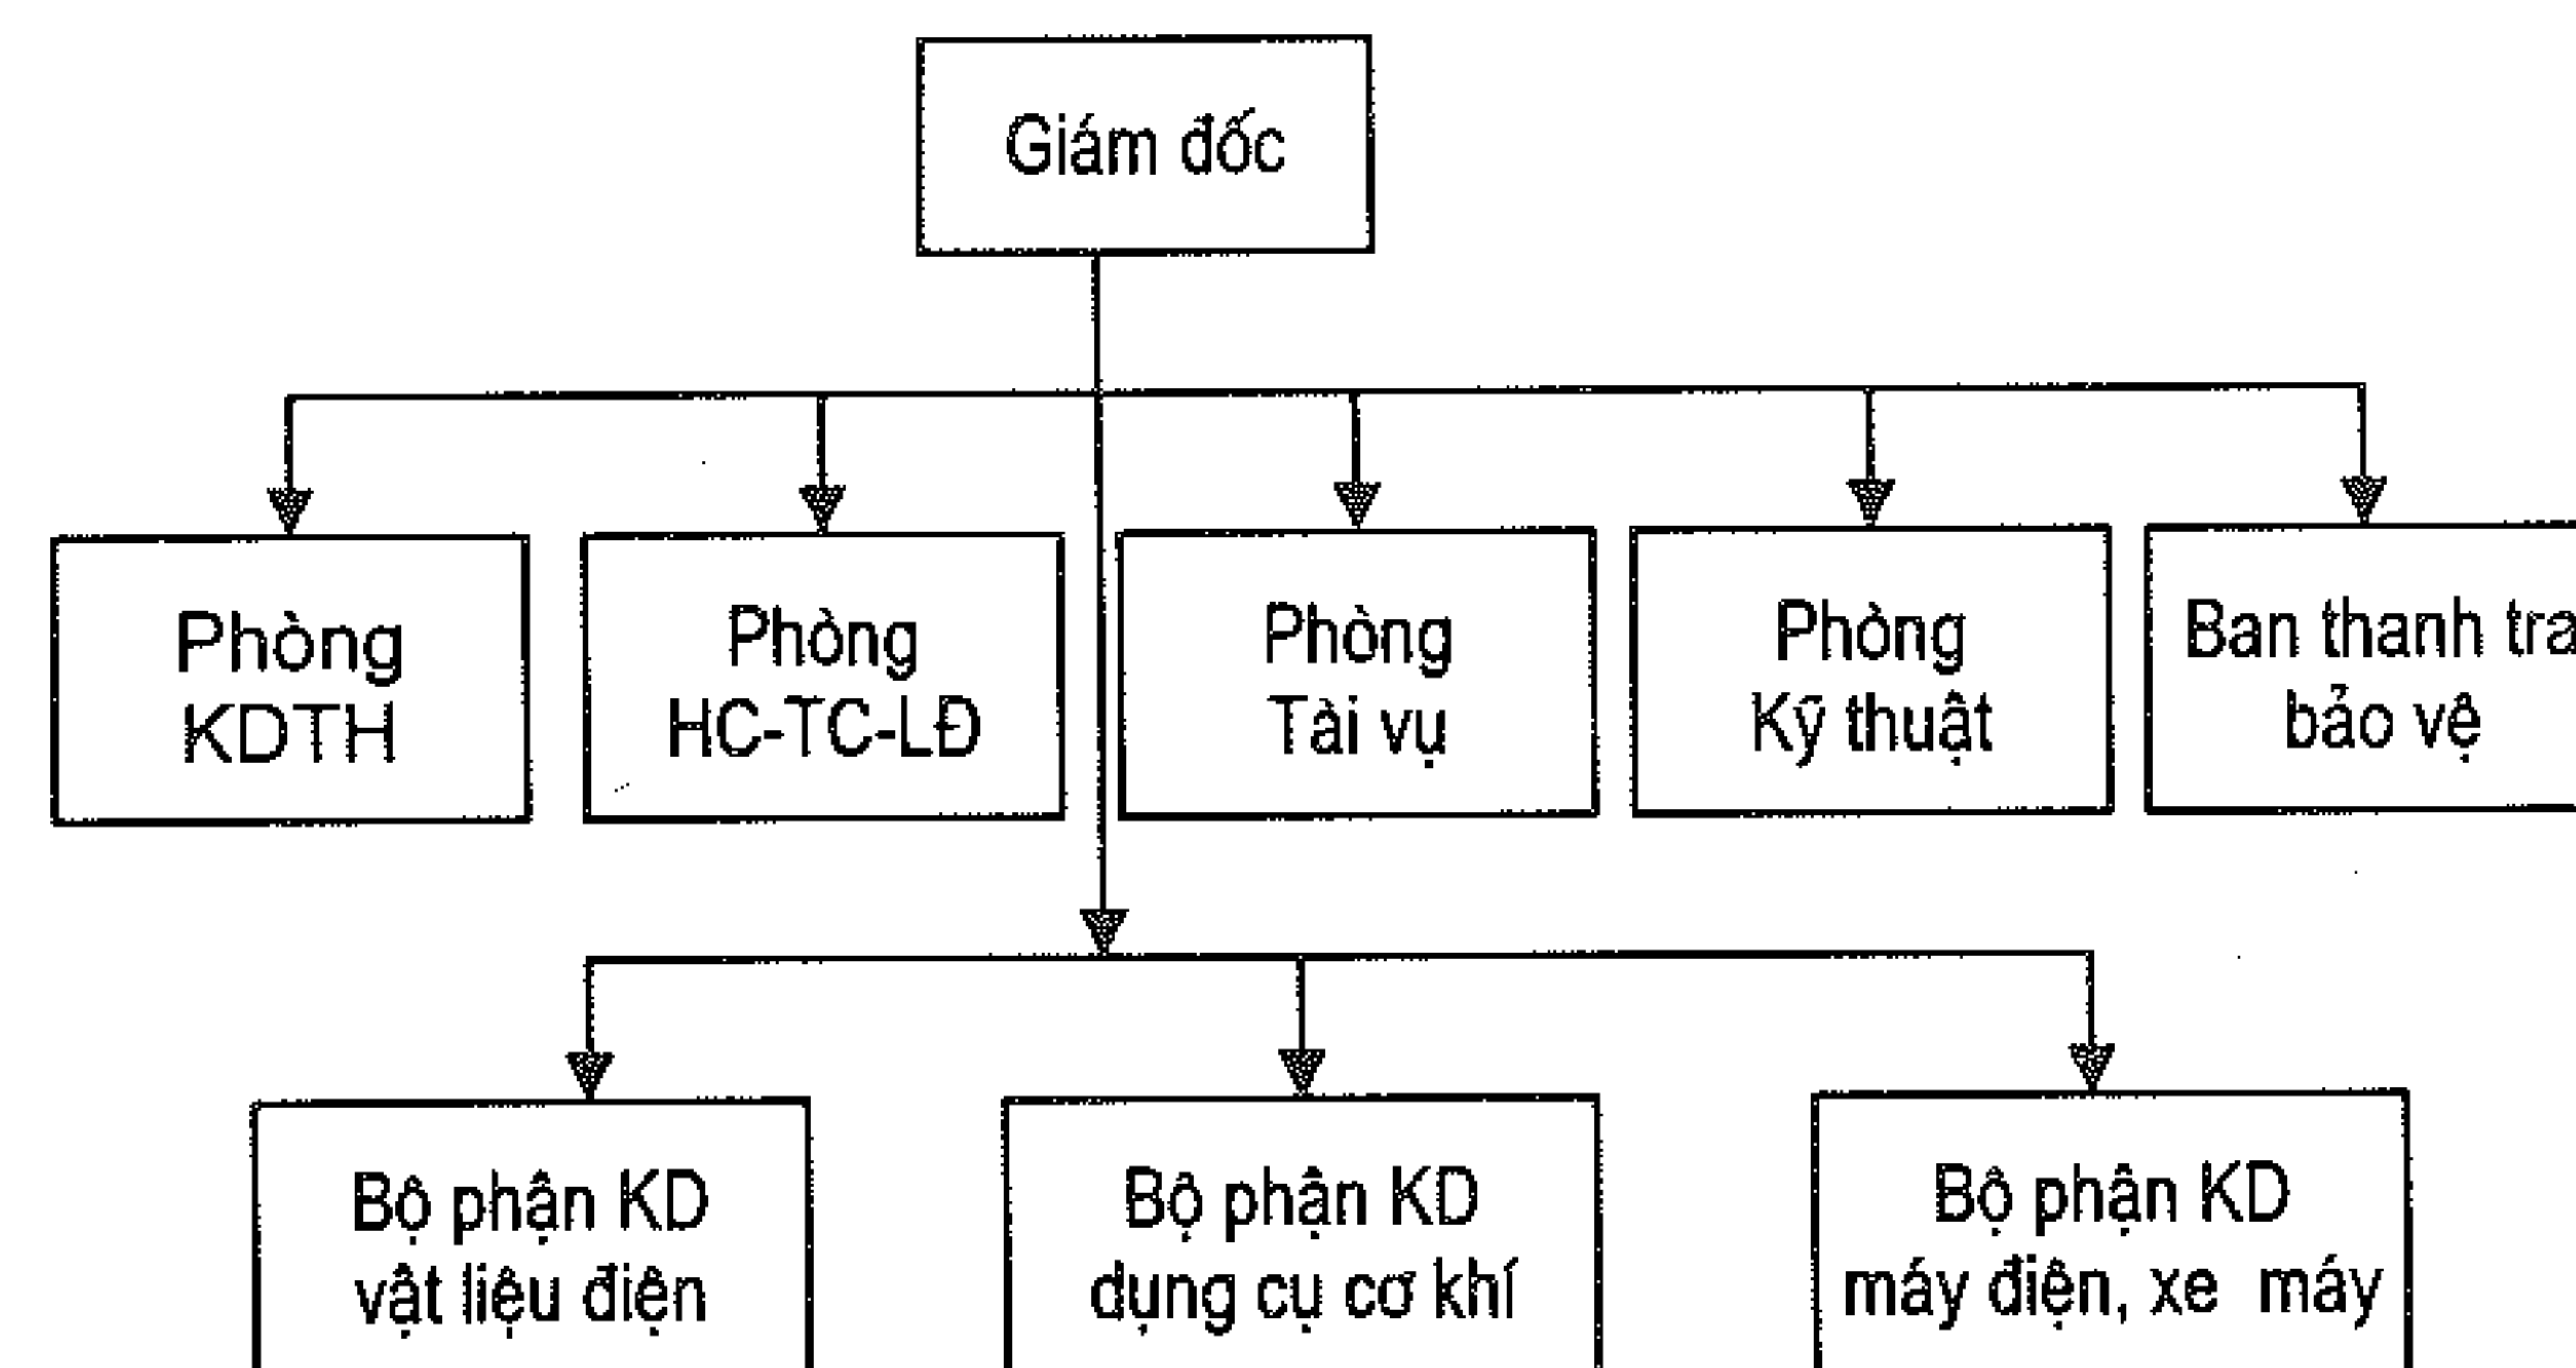 Giám đốc
Phòng
KDTH
Phòng
HC-TC-LĐ
Phòng
Tài vụ
Phòng
Kỹ thuật
Ban thanh tra
bảo vệ
Bộ phận KD
vật liệu điện
Bộ phận KD
dụng cụ cơ khí
Bộ phận KD
máy điện, xe máy